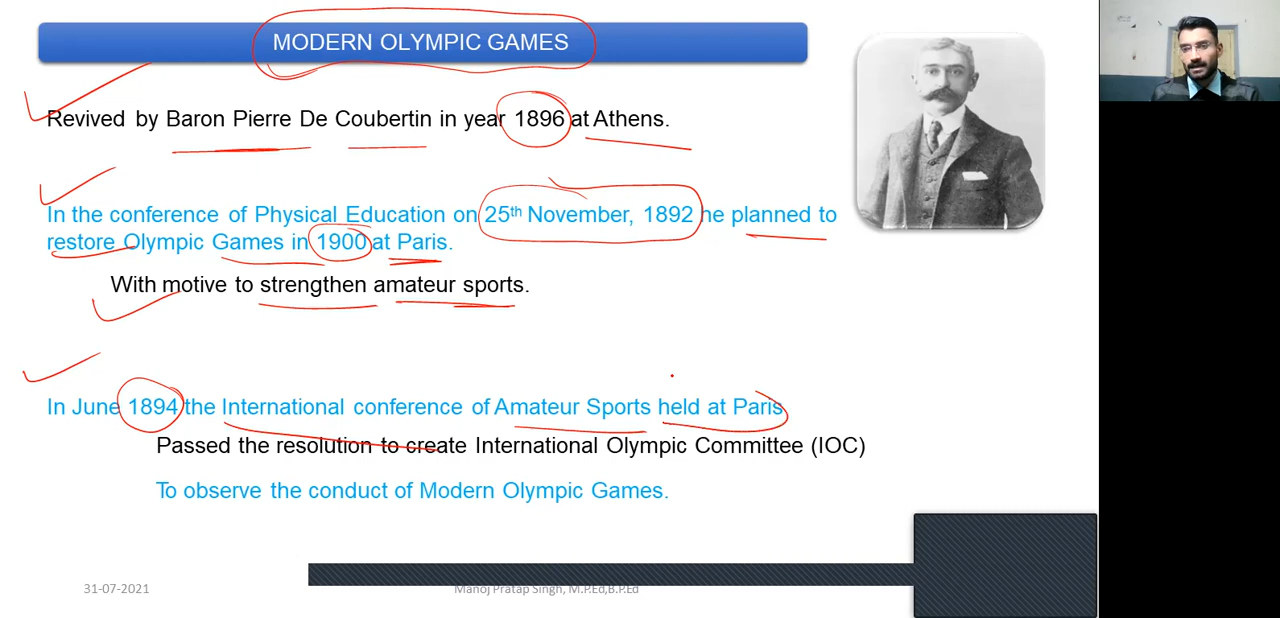 MODERN OLYMPIC GAMES
Revived by Baron Pierre De Coubertin in year 1896 at Athens.
In the conference of Physical Education on 25th November, 1892 he planned to
restore Olympic Games in 1900 at Paris.
With motive to strengthen amateur sports.
In June 1894 the International conference of Amateur Sports held at Paris
Passed the resolution to create International Olympic Committee (IOC)
To observe the conduct of Modern Olympic Games.
31-07-2021
Manoj Pratap Singh, M.P.Ed,B.P.Ed